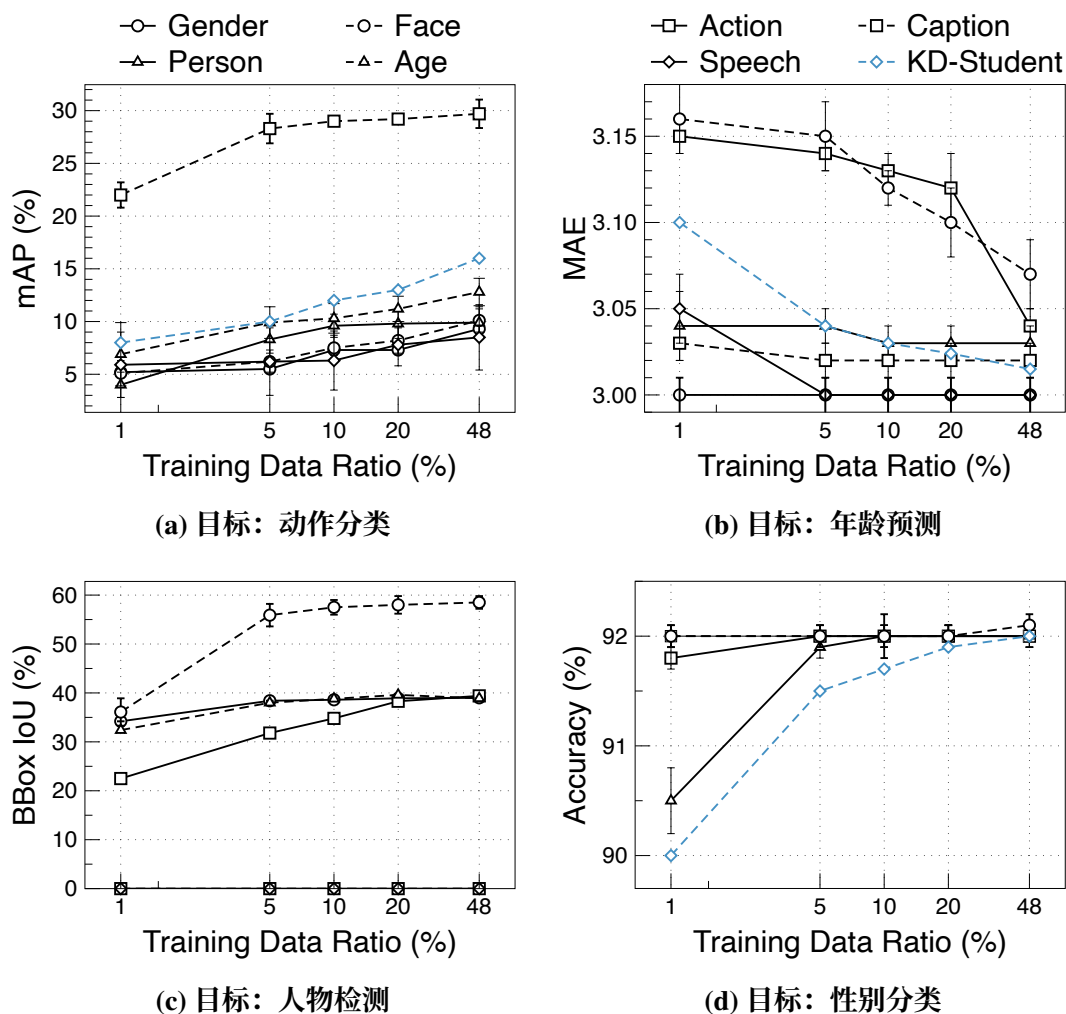 Gender Face Action Caption
Person Age Speech KD-Student
mAP (%)
30
25
20
15
10
5
1 5 10 20 48
Training Data Ratio (%)
(a) 目标：动作分类
MAE
3.15
3.10
3.05
3.00
1 5 10 20 48
Training Data Ratio (%)
(b) 目标：年龄预测
BBox IoU (%)
60
50
40
30
20
10
0
1 5 10 20 48
Training Data Ratio (%)
(c) 目标：人物检测
Accuracy (%)
92
91
90
1 5 10 20 48
Training Data Ratio (%)
(d) 目标：性别分类